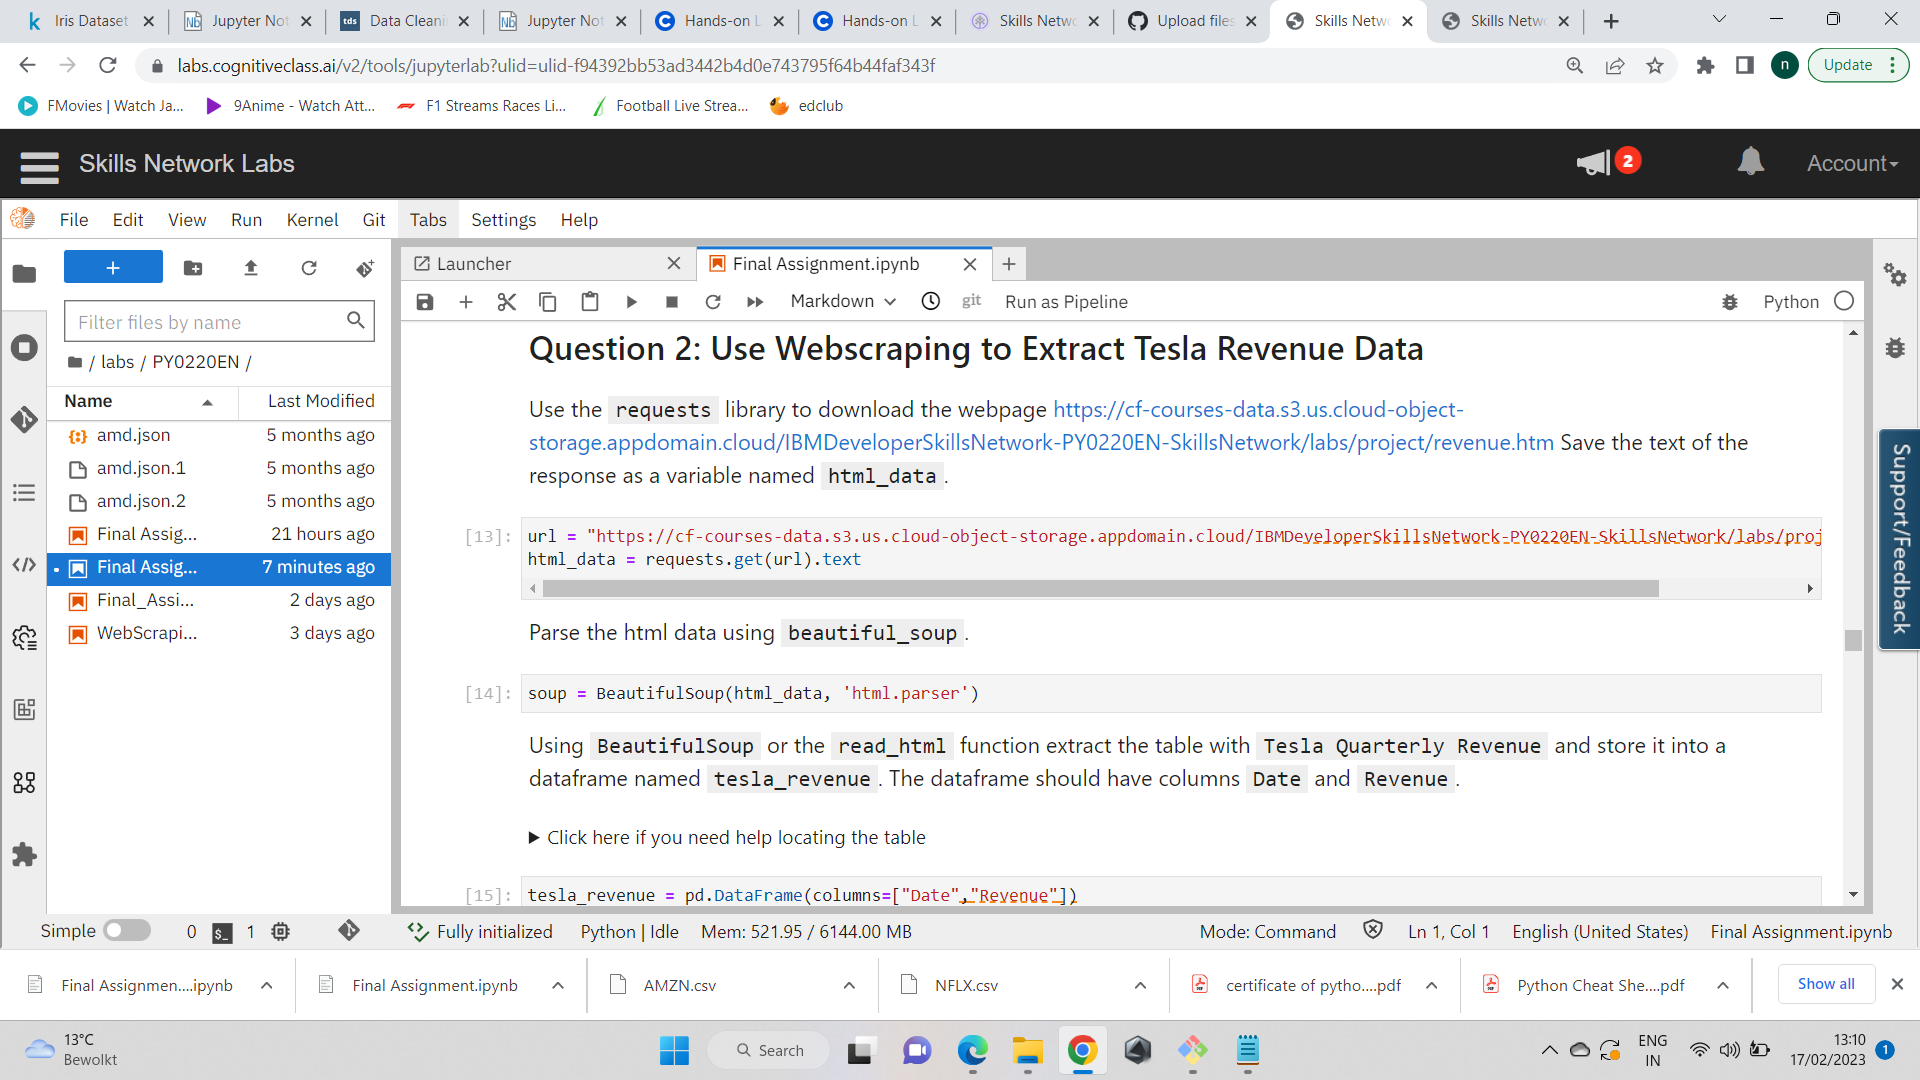 Iris Dataset
Jupyter Not
Data Cleani
Jupyter Not
Hands-on L
Hands-on L
Skills Netwo
Upload files
Skills Netwo
Skills Netwo
labs.cognitiveclass.ai/v2/tools/jupyterlab?ulid=ulid-f94392bb53ad3442b4d0e743795f64b44faf343f
n
Update
FMovies | Watch Ja...
9Anime - Watch Att...
F1 Streams Races Li...
Football Live Strea...
edclub
Skills Network Labs
2
Account
File Edit View Run Kernel Git Tabs Settings Help
Launcher
Final Assignment.ipynb
Markdown
git
Run as Pipeline
Python
Filter files by name
/ labs / PY0220EN /
Name
Last Modified
amd.json 5 months ago
amd.json.1 5 months ago
amd.json.2 5 months ago
Final Assig... 21 hours ago
Final Assig... 7 minutes ago
Final_Assi... 2 days ago
WebScrapi... 3 days ago
Question 2: Use Webscraping to Extract Tesla Revenue Data
Use the requests library to download the webpage https://cf-courses-data.s3.us.cloud-object-
storage.appdomain.cloud/IBMDeveloperSkillsNetwork-PY0220EN-SkillsNetwork/labs/project/revenue.htm Save the text of the
response as a variable named html_data.
[13]: url = "https://cf-courses-data.s3.us.cloud-object-storage.appdomain.cloud/IBMDeveloperSkillsNetwork-PY0220EN-SkillsNetwork/labs/proj
html_data = requests.get(url).text
Parse the html data using beautiful_soup.
[14]: soup = BeautifulSoup(html_data, 'html.parser')
Using BeautifulSoup or the read_html function extract the table with Tesla Quarterly Revenue and store it into a
dataframe named tesla_revenue. The dataframe should have columns Date and Revenue.
Click here if you need help locating the table
[15]: tesla_revenue = pd.DataFrame(columns=["Date","Revenue"])
Support/Feedback
Simple
0
1
Fully initialized
Python | Idle
Mem: 521.95 / 6144.00 MB
Mode: Command
Ln 1, Col 1
English (United States)
Final Assignment.ipynb
Final Assignmen....ipynb
Final Assignment.ipynb
AMZN.csv
NFLX.csv
certificate of pytho....pdf
Python Cheat She....pdf
Show all
13°C
Bewolkt
Search
ENG
IN
13:10
17/02/2023
1